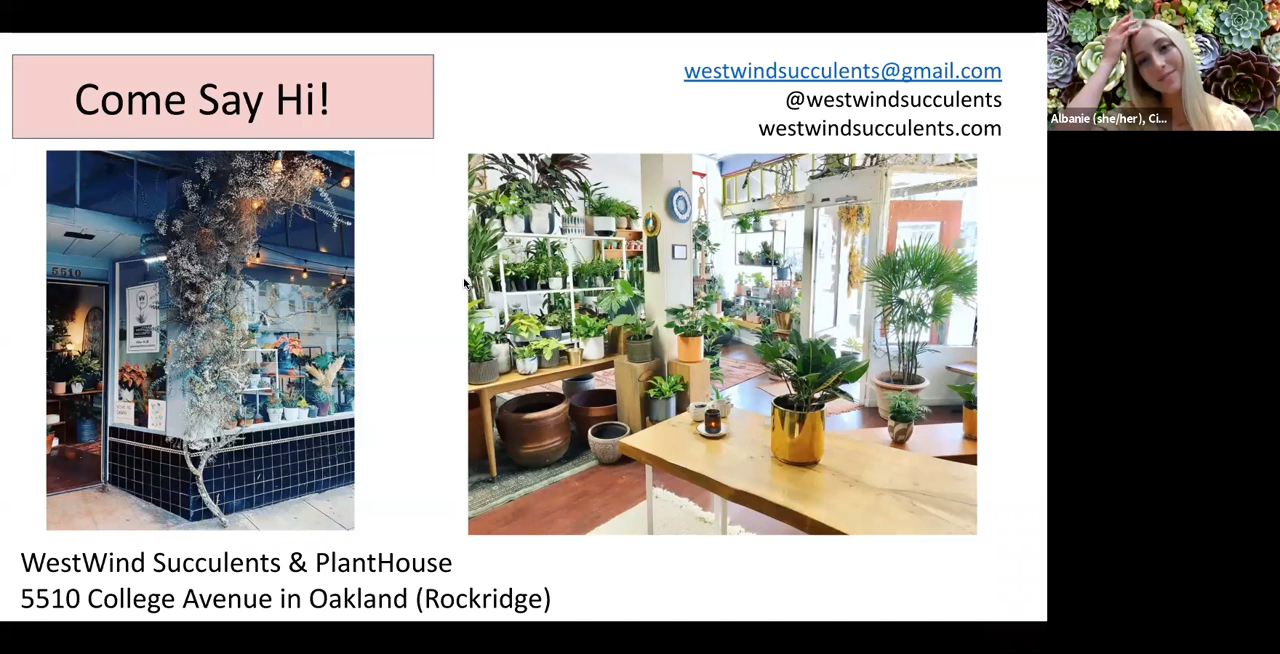 Come Say Hi!
westwindsucculents@gmail.com
@westwindsucculents
westwindsucculents.com
Albanie (she/her), Ci...
5510
WestWind Succulents & PlantHouse
5510 College Avenue in Oakland (Rockridge)